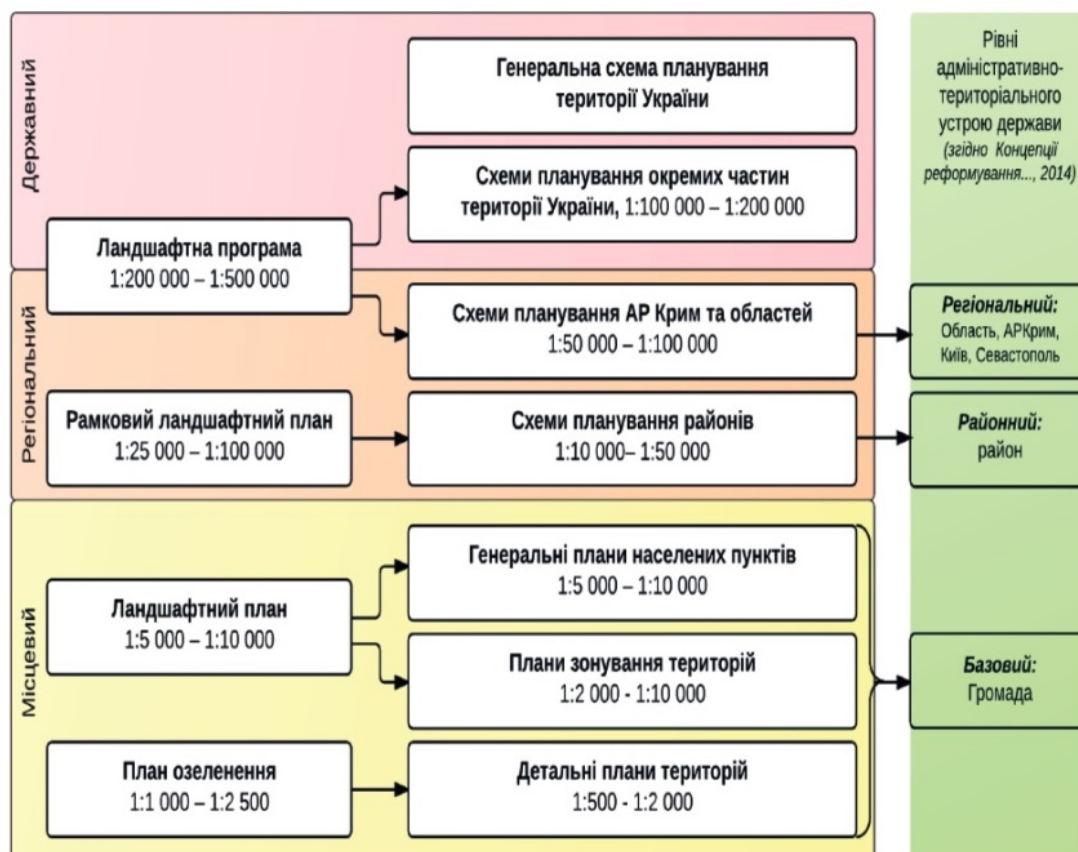 Державний
Генеральна схема планування
території України
Схеми планування окремих частин
території України, 1:100 000 – 1:200 000
Ландшафтна програма
1:200 000 – 1:500 000
Регіональний
Схеми планування АР Крим та областей
1:50 000 – 1:100 000
Рамковий ландшафтний план
1:25 000 – 1:100 000
Схеми планування районів
1:10 000– 1:50 000
Місцевий
Генеральні плани населених пунктів
1:5 000 – 1:10 000
Ландшафтний план
1:5 000 – 1:10 000
Плани зонування територій
1:2 000 - 1:10 000
План озеленення
1:1 000 – 1:2 500
Детальні плани територій
1:500 - 1:2 000
Рівні
адміністративно-
територіального
устрою держави
(згідно Концепції
реформування..., 2014)
Регіональний:
Область, АРКрим,
Київ, Севастополь
Районний:
район
Базовий:
Громада